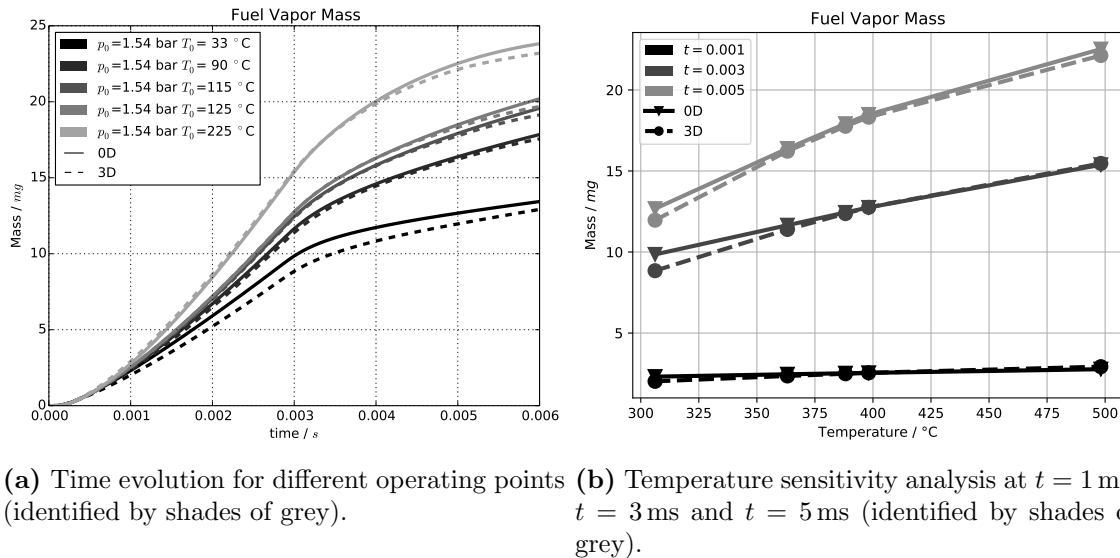 Fuel Vapor Mass
25
20
15
10
5
0
Mass / mg
p₀=1.54 bar T₀= 33 °C
p₀=1.54 bar T₀= 90 °C
p₀=1.54 bar T₀=115 °C
p₀=1.54 bar T₀=125 °C
p₀=1.54 bar T₀=225 °C
0D
3D
0.000 0.001 0.002 0.003 0.004 0.005 0.006
time / s
Fuel Vapor Mass
20
15
10
5
Mass / mg
t = 0.001
t = 0.003
t = 0.005
0D
3D
300 325 350 375 400 425 450 475 500
Temperature / °C
(a) Time evolution for different operating points
(identified by shades of grey).
(b) Temperature sensitivity analysis at t = 1 m
t = 3 ms and t = 5 ms (identified by shades o
grey).